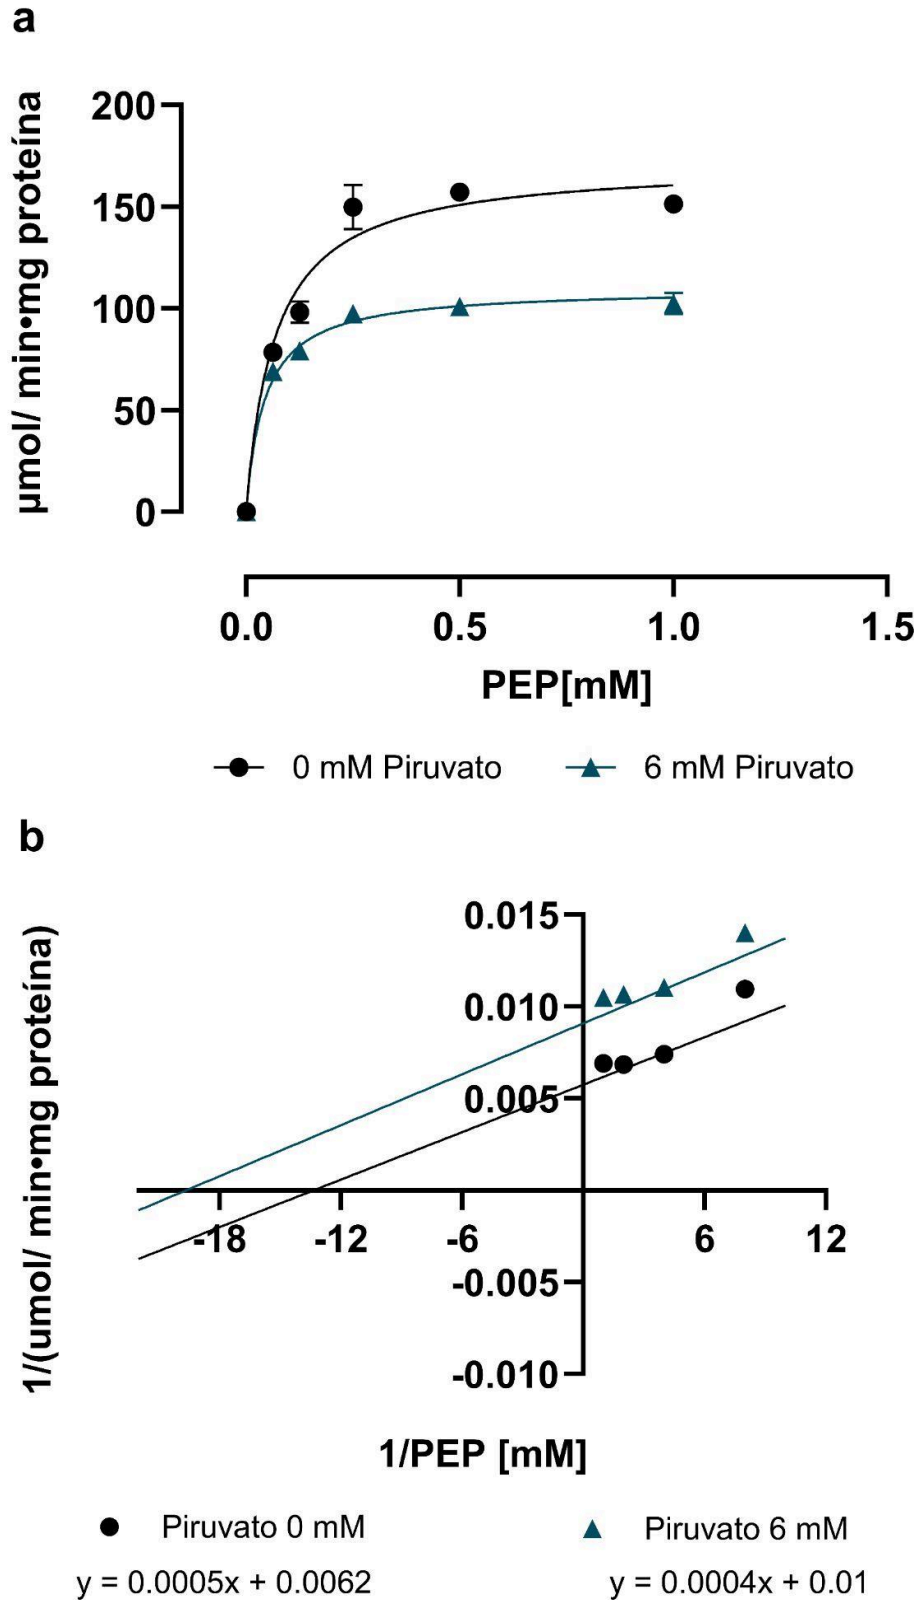 a
µmol/ min•mg proteína
200
150
100
50
0
0.0 0.5 1.0 1.5
PEP[mM]
0 mM Piruvato 6 mM Piruvato
b
1/(umol/ min•mg proteína)
0.015
0.010
0.005
-18 -12 -6 6 12
-0.005
-0.010
1/PEP [mM]
Piruvato 0 mM Piruvato 6 mM
y = 0.0005x + 0.0062 y = 0.0004x + 0.01